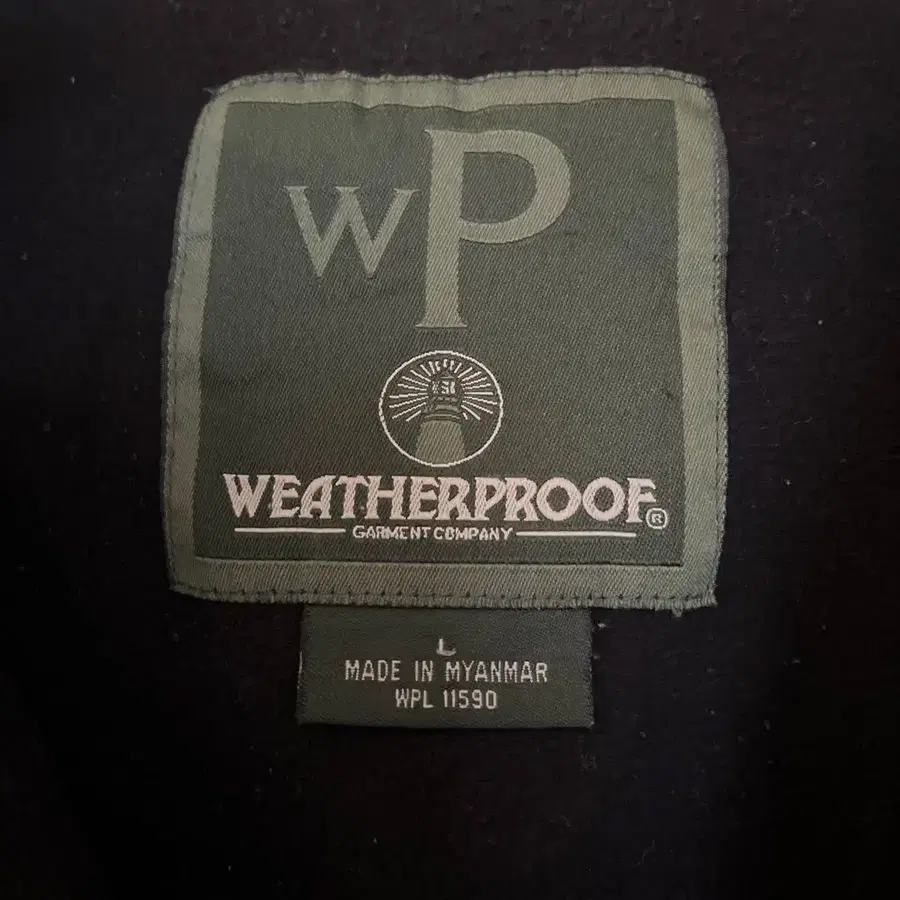 WP
WEATHERPROOF®
GARMENT COMPANY
L
MADE IN MYANMAR
WPL 11590